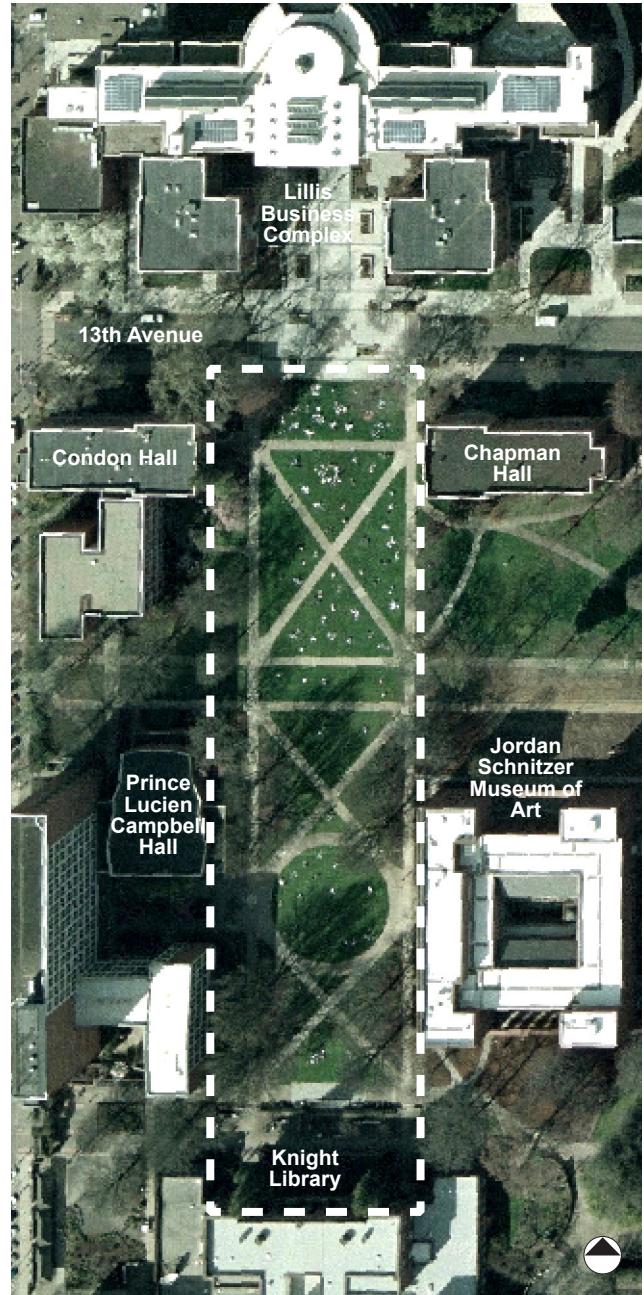 Lillis
Business
Complex
13th Avenue
Condon Hall
Chapman
Hall
Jordan
Schnitzer
Museum of
Art
Prince
Lucien
Campbell
Hall
Knight
Library